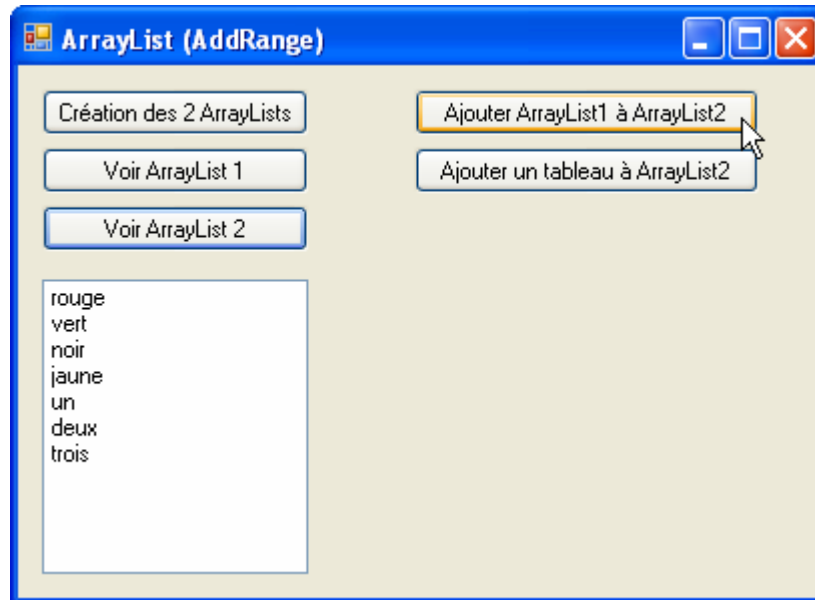 ArrayList (AddRange)
Création des 2 ArrayLists
Ajouter ArrayList1 à ArrayList2
Voir ArrayList 1
Ajouter un tableau à ArrayList2
Voir ArrayList 2
rouge
vert
noir
jaune
un
deux
trois